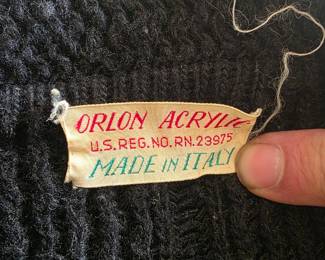 ORLON ACRYLIC
U.S. REG. NO. RN. 23975
MADE IN ITALY